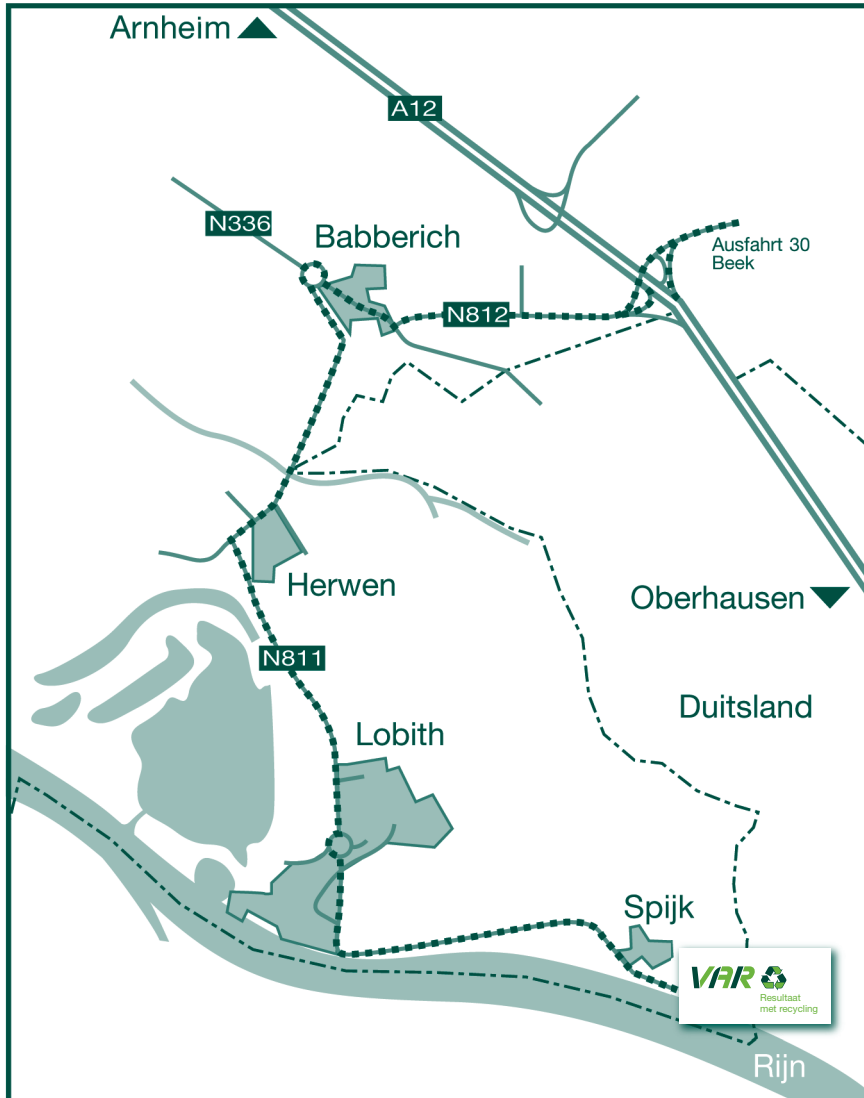 Arnheim
A12
N336
Babberich
Ausfahrt 30
Beek
N812
Herwen
Oberhausen
N811
Duitsland
Lobith
Spijk
VAR
Resultaat
met recycling
Rijn